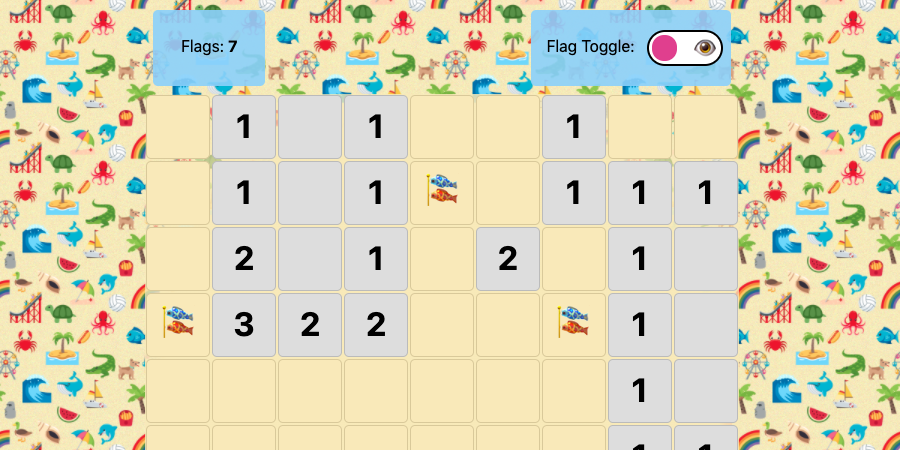 Flags: 7
Flag Toggle:
1 1 1
1 1 1 1 1
2 1 2 1
3 2 2 1
1
1 1